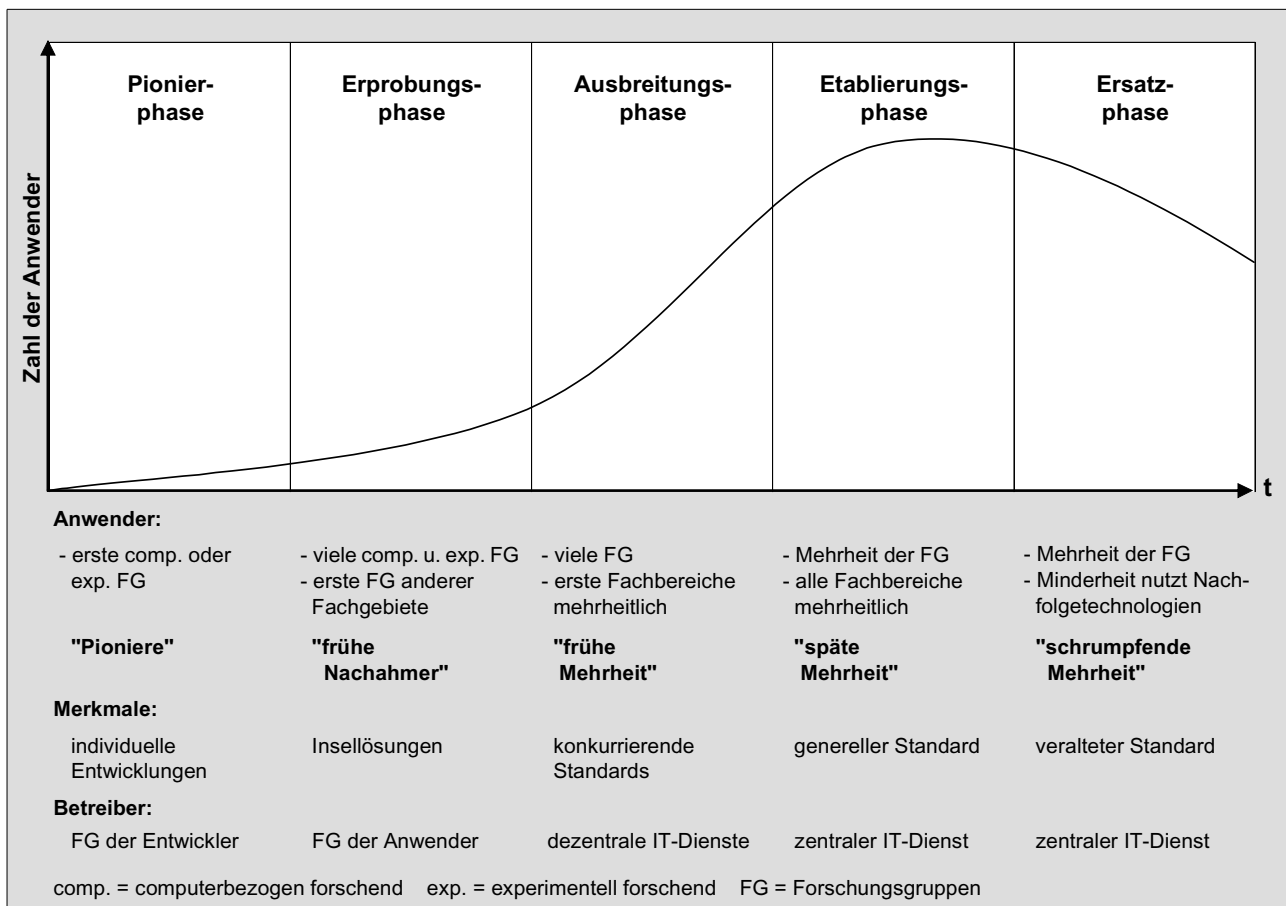 Pionier-
phase
Erprobungs-
phase
Ausbreitungs-
phase
Etablierungs-
phase
Ersatz-
phase
Zahl der Anwender
t
Anwender:
- erste comp. oder
exp. FG
- viele comp. u. exp. FG
- erste FG anderer
Fachgebiete
- viele FG
- erste Fachbereiche
mehrheitlich
- Mehrheit der FG
- alle Fachbereiche
mehrheitlich
- Mehrheit der FG
- Minderheit nutzt Nach-
folgetechnologien
"Pioniere"
"frühe
Nachahmer"
"frühe
Mehrheit"
"späte
Mehrheit"
"schrumpfende
Mehrheit"
Merkmale:
individuelle
Entwicklungen
Insellösungen
konkurrierende
Standards
genereller Standard
veralteter Standard
Betreiber:
FG der Entwickler
FG der Anwender
dezentrale IT-Dienste
zentraler IT-Dienst
zentraler IT-Dienst
comp. = computerbezogen forschend exp. = experimentell forschend FG = Forschungsgruppen